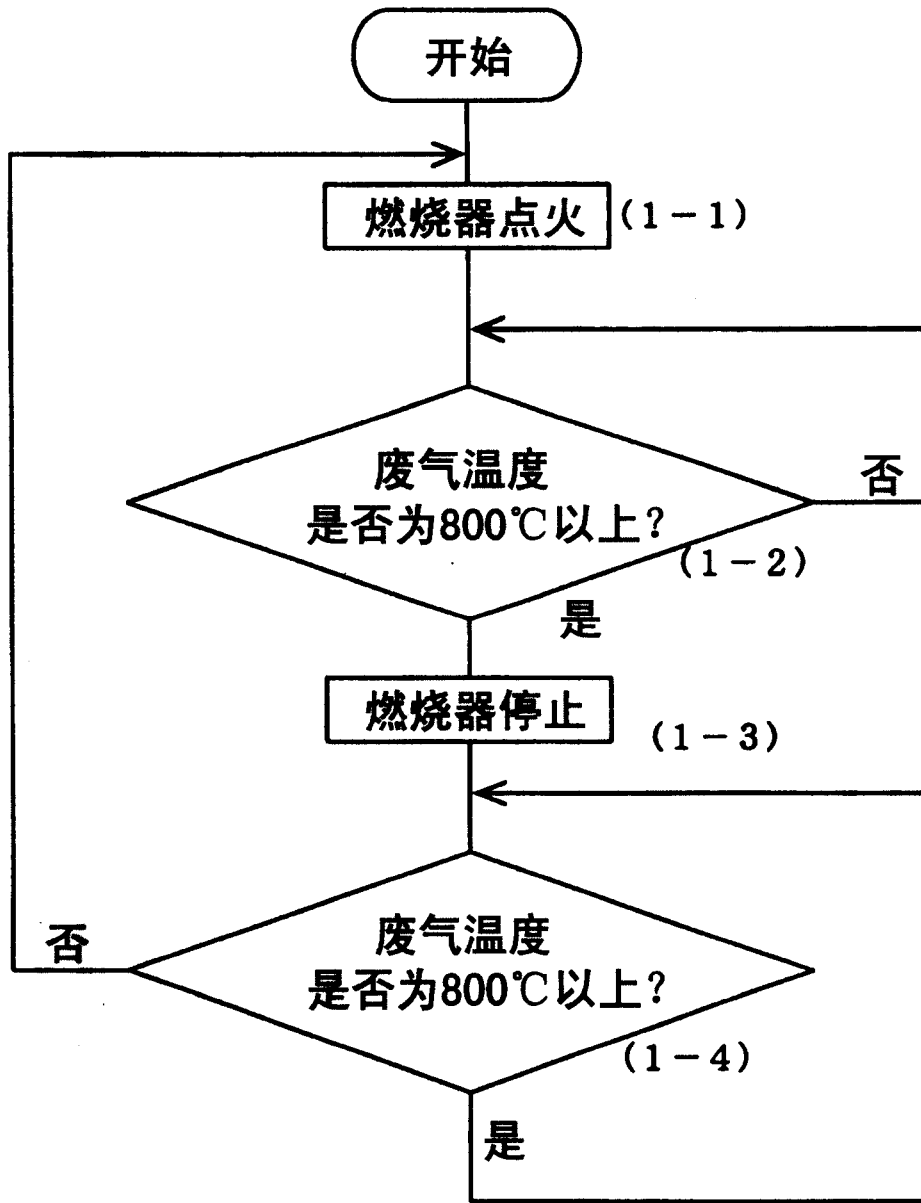 开始
燃烧器点火
(1-1)
废气温度
是否为800℃以上?
否
(1-2)
是
燃烧器停止
(1-3)
废气温度
是否为800℃以上?
否
(1-4)
是